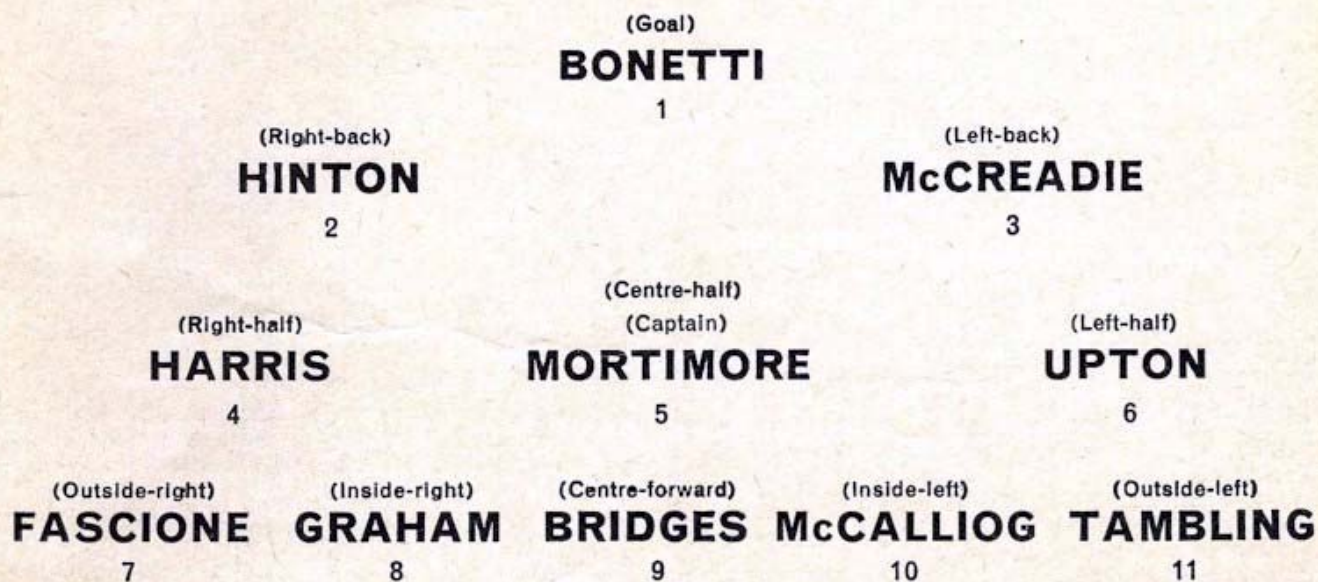 (Goal)
BONETTI
1
(Right-back) (Left-back)
HINTON McCREADIE
2 3
(Centre-half)
(Right-half) (Captain) (Left-half)
HARRIS MORTIMORE UPTON
4 5 6
(Outside-right) (Inside-right) (Centre-forward) (Inside-left) (Outside-left)
FASCIONE GRAHAM BRIDGES McCALLIOG TAMBLING
7 8 9 10 11